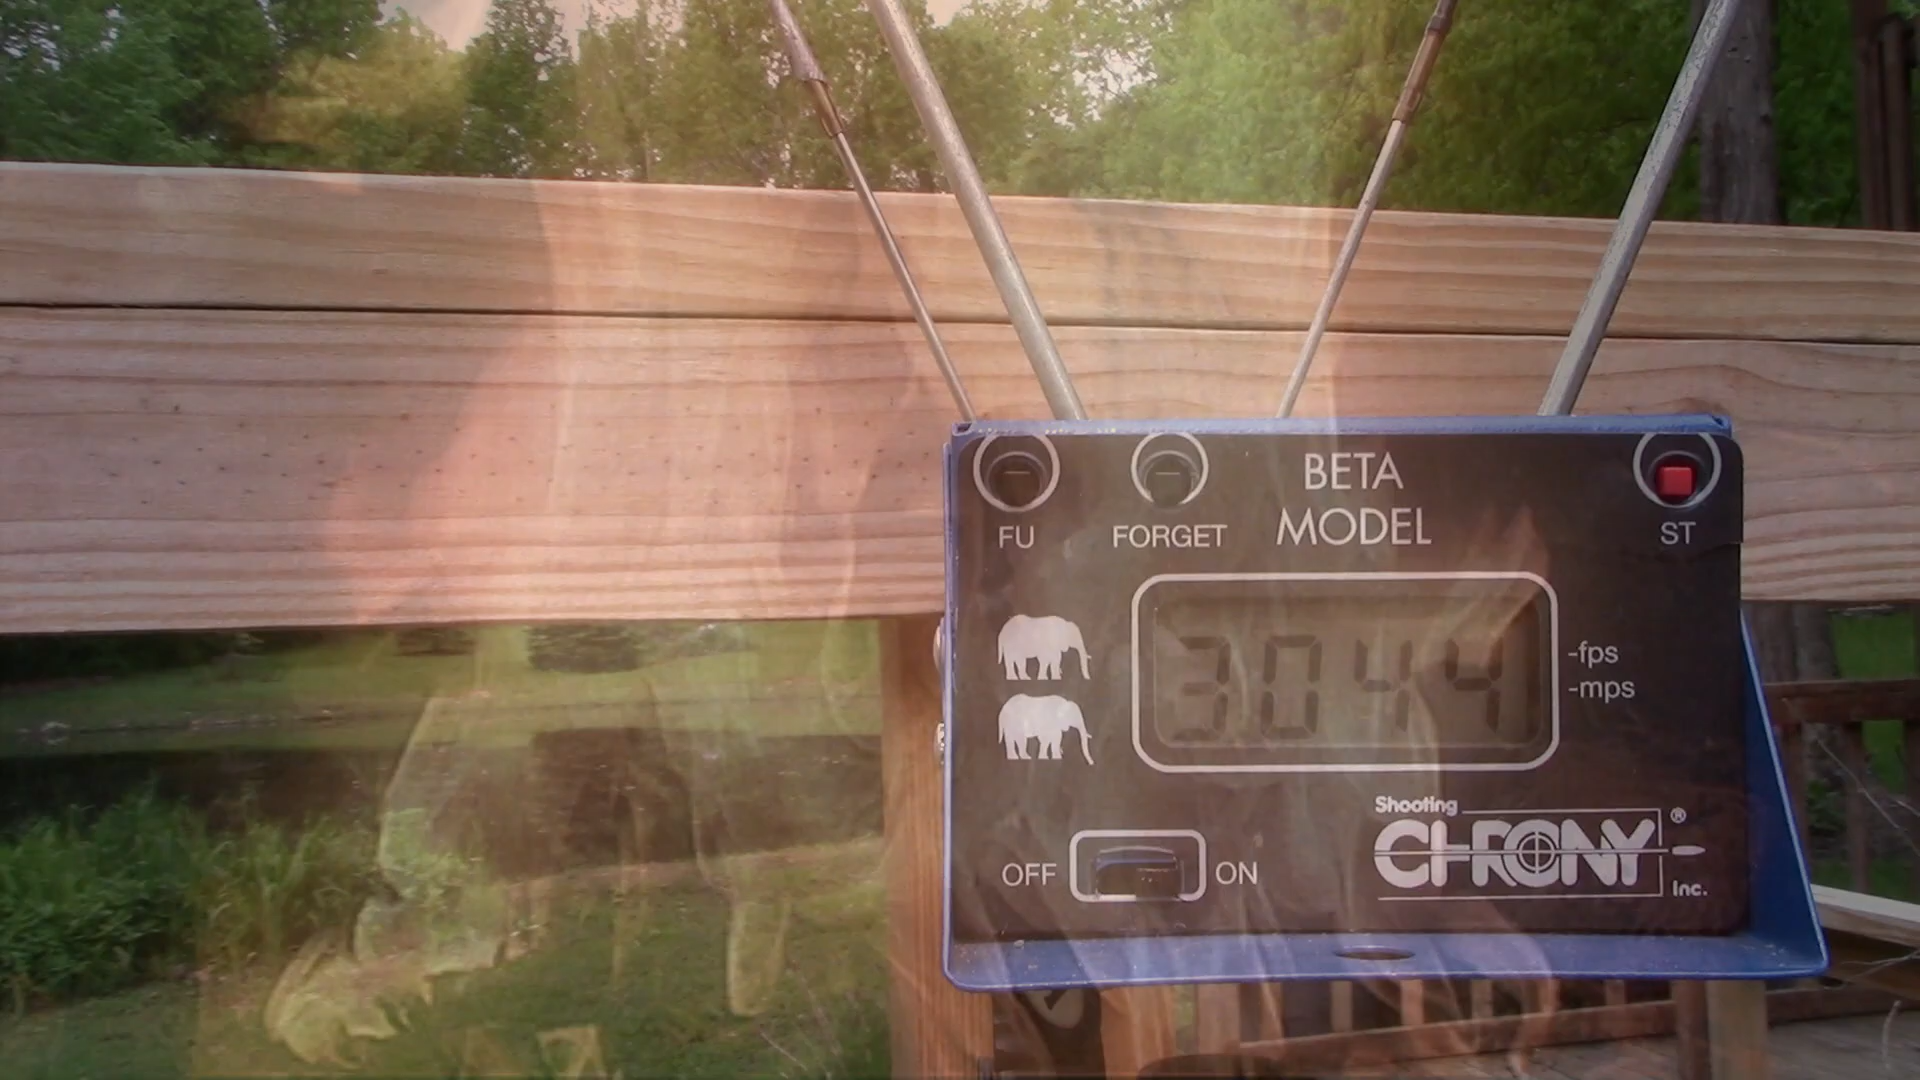 BETA
MODEL
FU
FORGET
ST
3044
-fps
-mps
Shooting
CHRONY®
Inc.
OFF
ON